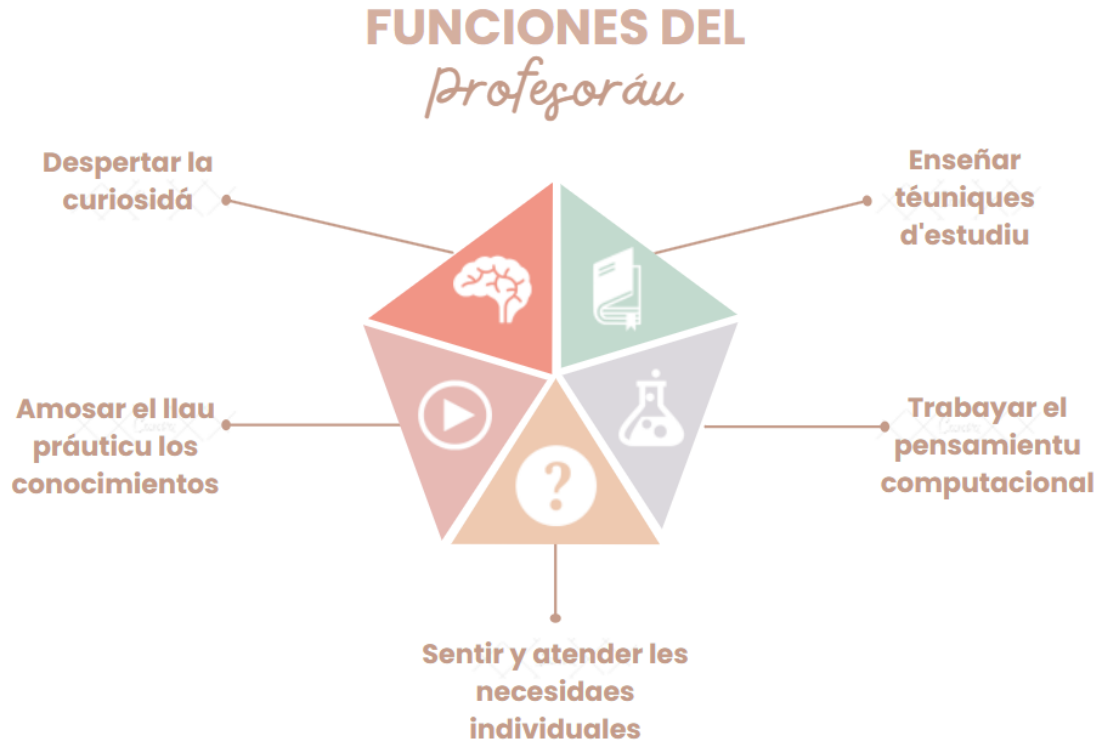 FUNCIONES DEL
profesoráu
Despertar la
curiosidá
Enseñar
téuniques
d'estudiu
Amosar el llau
práuticu los
conocimientos
Trabayar el
pensamientu
computacional
?
Sentir y atender les
necesidaes
individuales